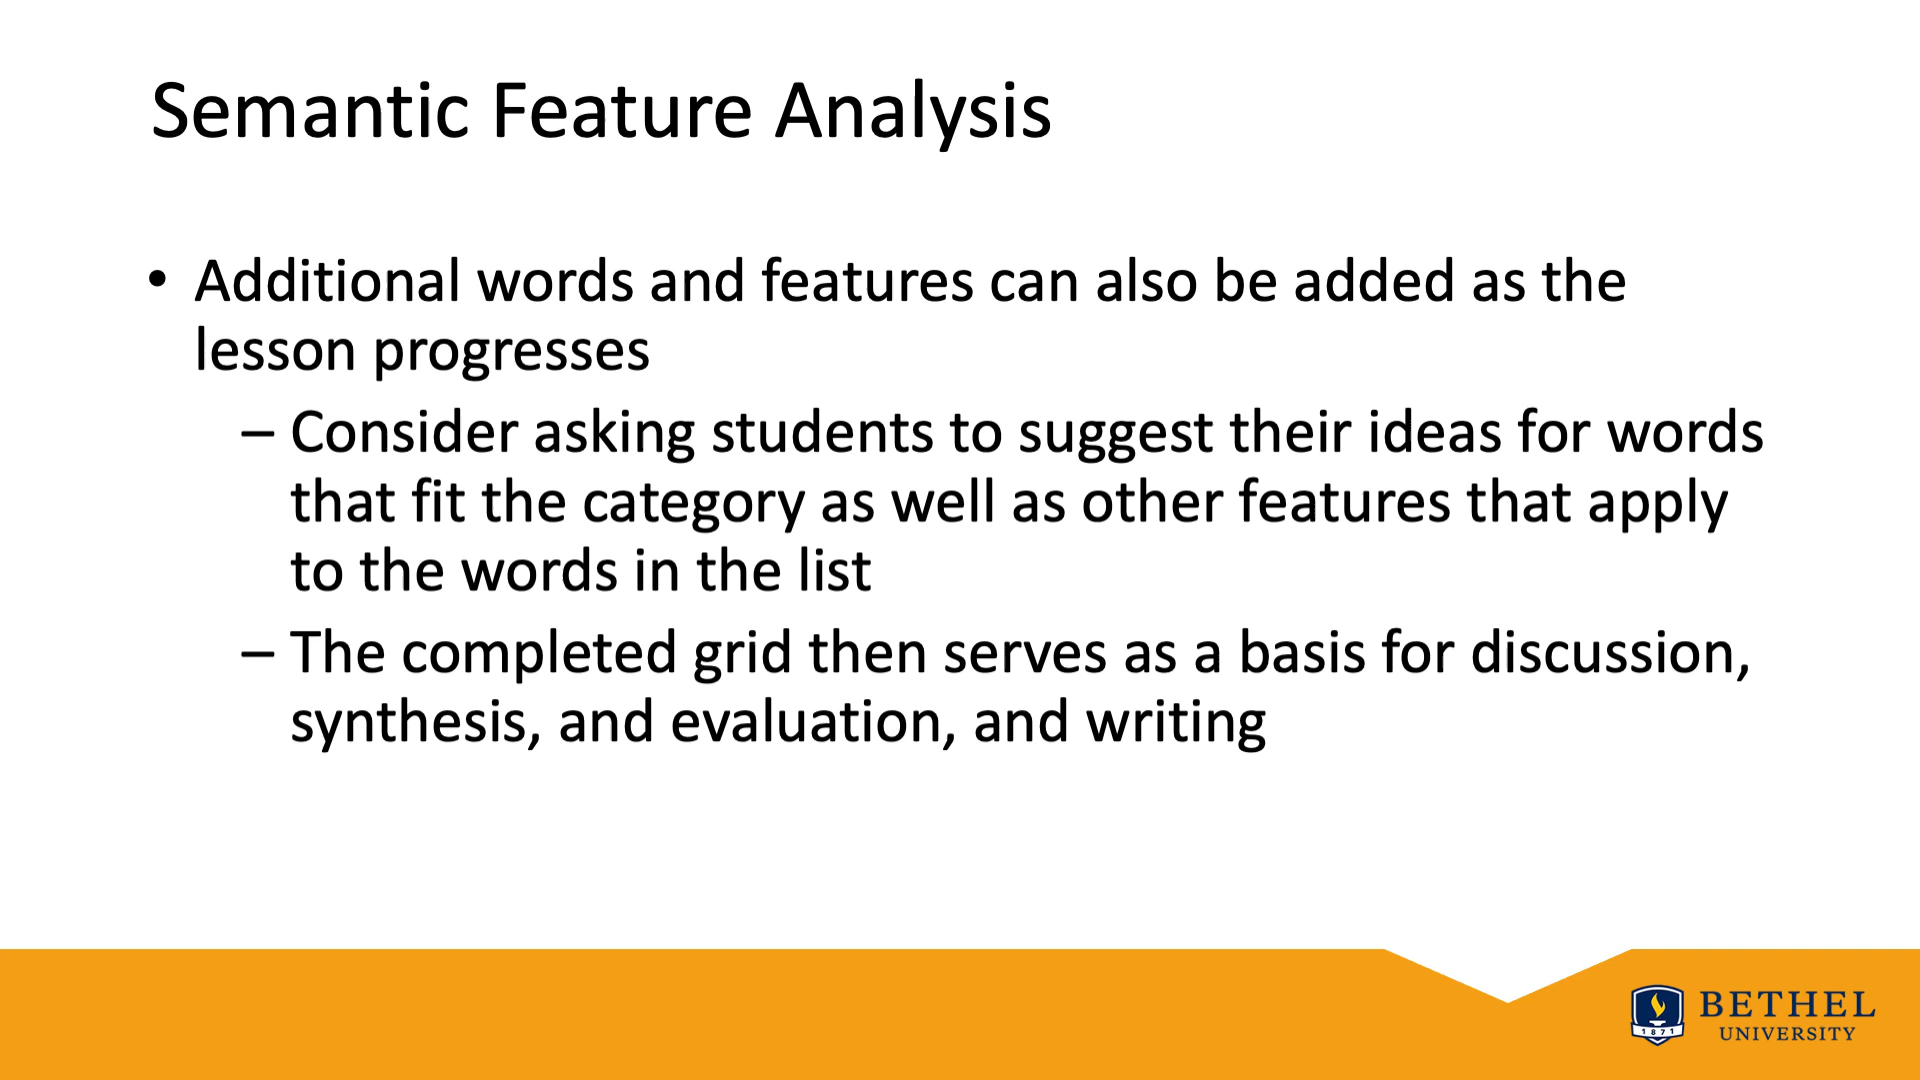 Semantic Feature Analysis
• Additional words and features can also be added as the
lesson progresses
– Consider asking students to suggest their ideas for words
that fit the category as well as other features that apply
to the words in the list
– The completed grid then serves as a basis for discussion,
synthesis, and evaluation, and writing
1871
BETHEL
UNIVERSITY